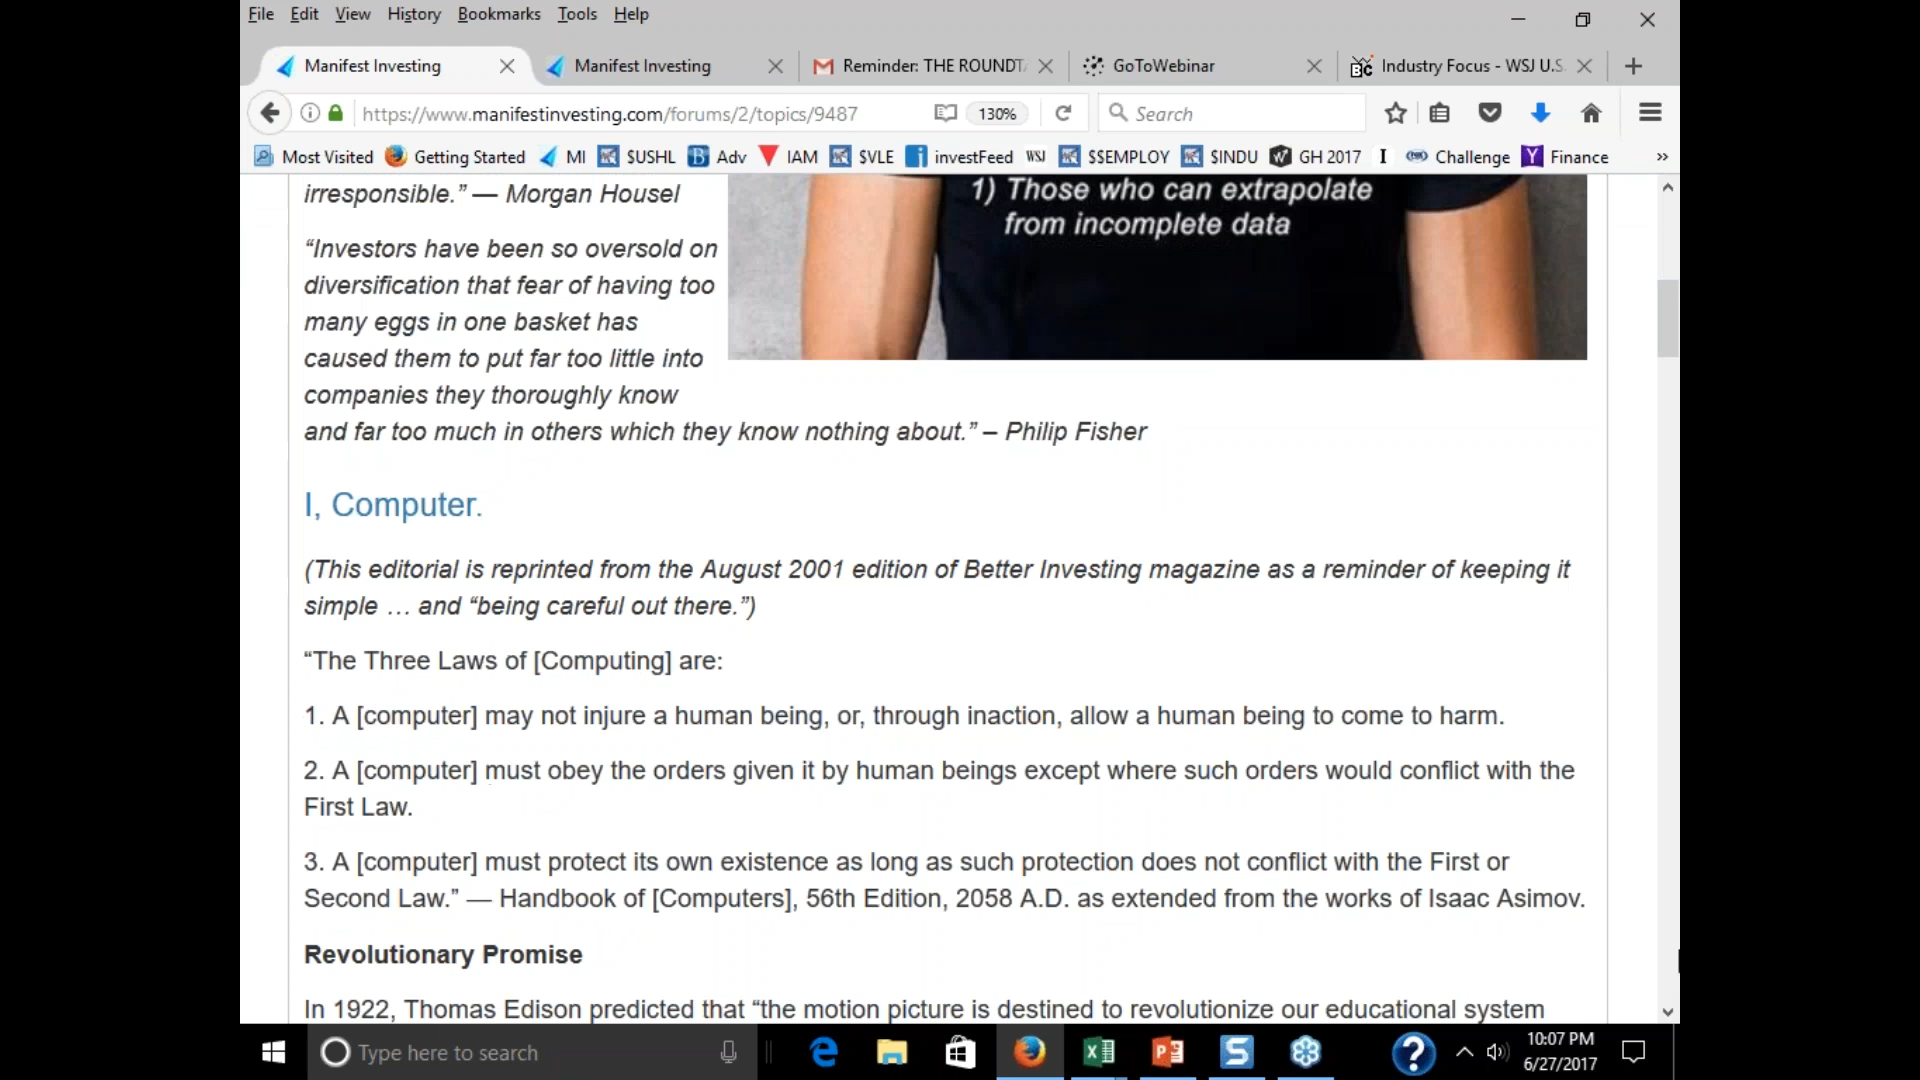 File Edit View History Bookmarks Tools Help
Manifest Investing
Manifest Investing
Reminder: THE ROUNDT
GoToWebinar
Industry Focus - WSJ U.S.
https://www.manifestinvesting.com/forums/2/topics/9487
130%
Search
Most Visited Getting Started MI $USHL Adv IAM $VLE investFeed WSJ $$EMPLOY $INDU GH 2017 I Challenge Finance »
irresponsible.” — Morgan Housel
1) Those who can extrapolate
from incomplete data
“Investors have been so oversold on
diversification that fear of having too
many eggs in one basket has
caused them to put far too little into
companies they thoroughly know
and far too much in others which they know nothing about.” – Philip Fisher
I, Computer.
(This editorial is reprinted from the August 2001 edition of Better Investing magazine as a reminder of keeping it
simple … and “being careful out there.”)
“The Three Laws of [Computing] are:
1. A [computer] may not injure a human being, or, through inaction, allow a human being to come to harm.
2. A [computer] must obey the orders given it by human beings except where such orders would conflict with the
First Law.
3. A [computer] must protect its own existence as long as such protection does not conflict with the First or
Second Law.” — Handbook of [Computers], 56th Edition, 2058 A.D. as extended from the works of Isaac Asimov.
Revolutionary Promise
In 1922, Thomas Edison predicted that “the motion picture is destined to revolutionize our educational system
Type here to search
10:07 PM
6/27/2017